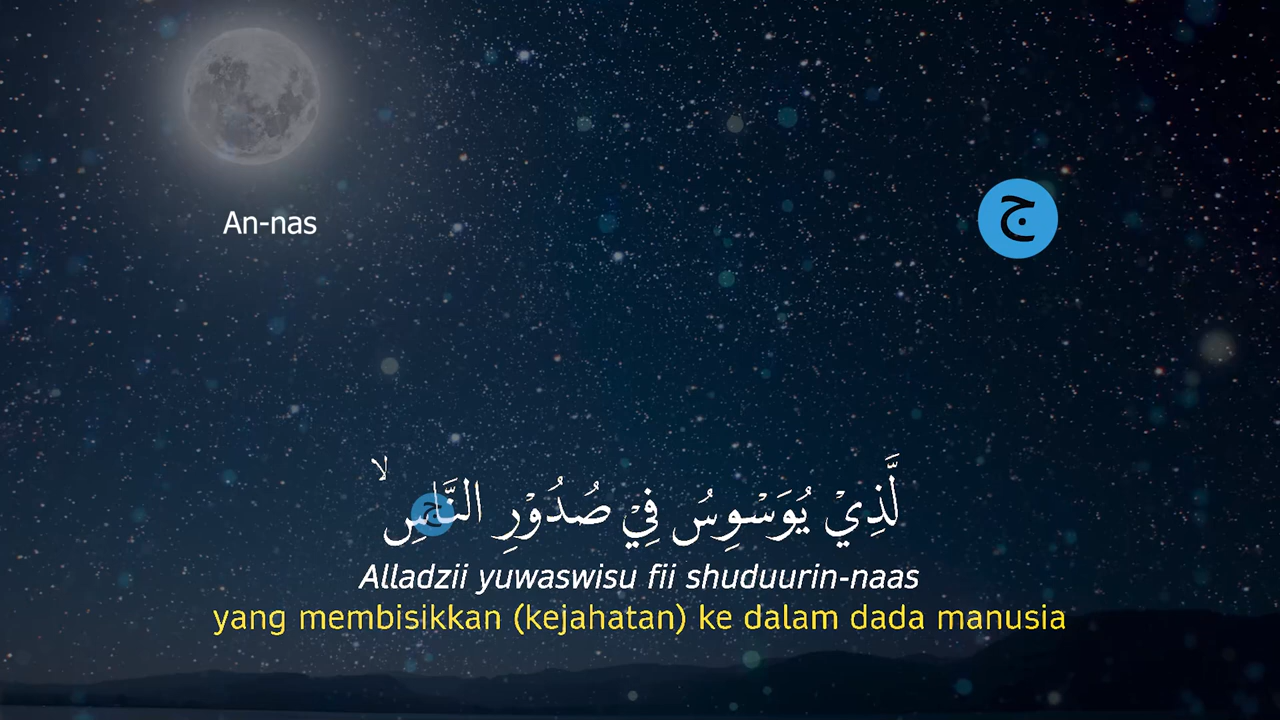 An-nas
ج
لَّذِيْ يُوَسْوِسُ فِيْ صُدُوْرِ النَّاسِۙ
ج
Alladzii yuwaswisu fii shuduurin-naas
yang membisikkan (kejahatan) ke dalam dada manusia